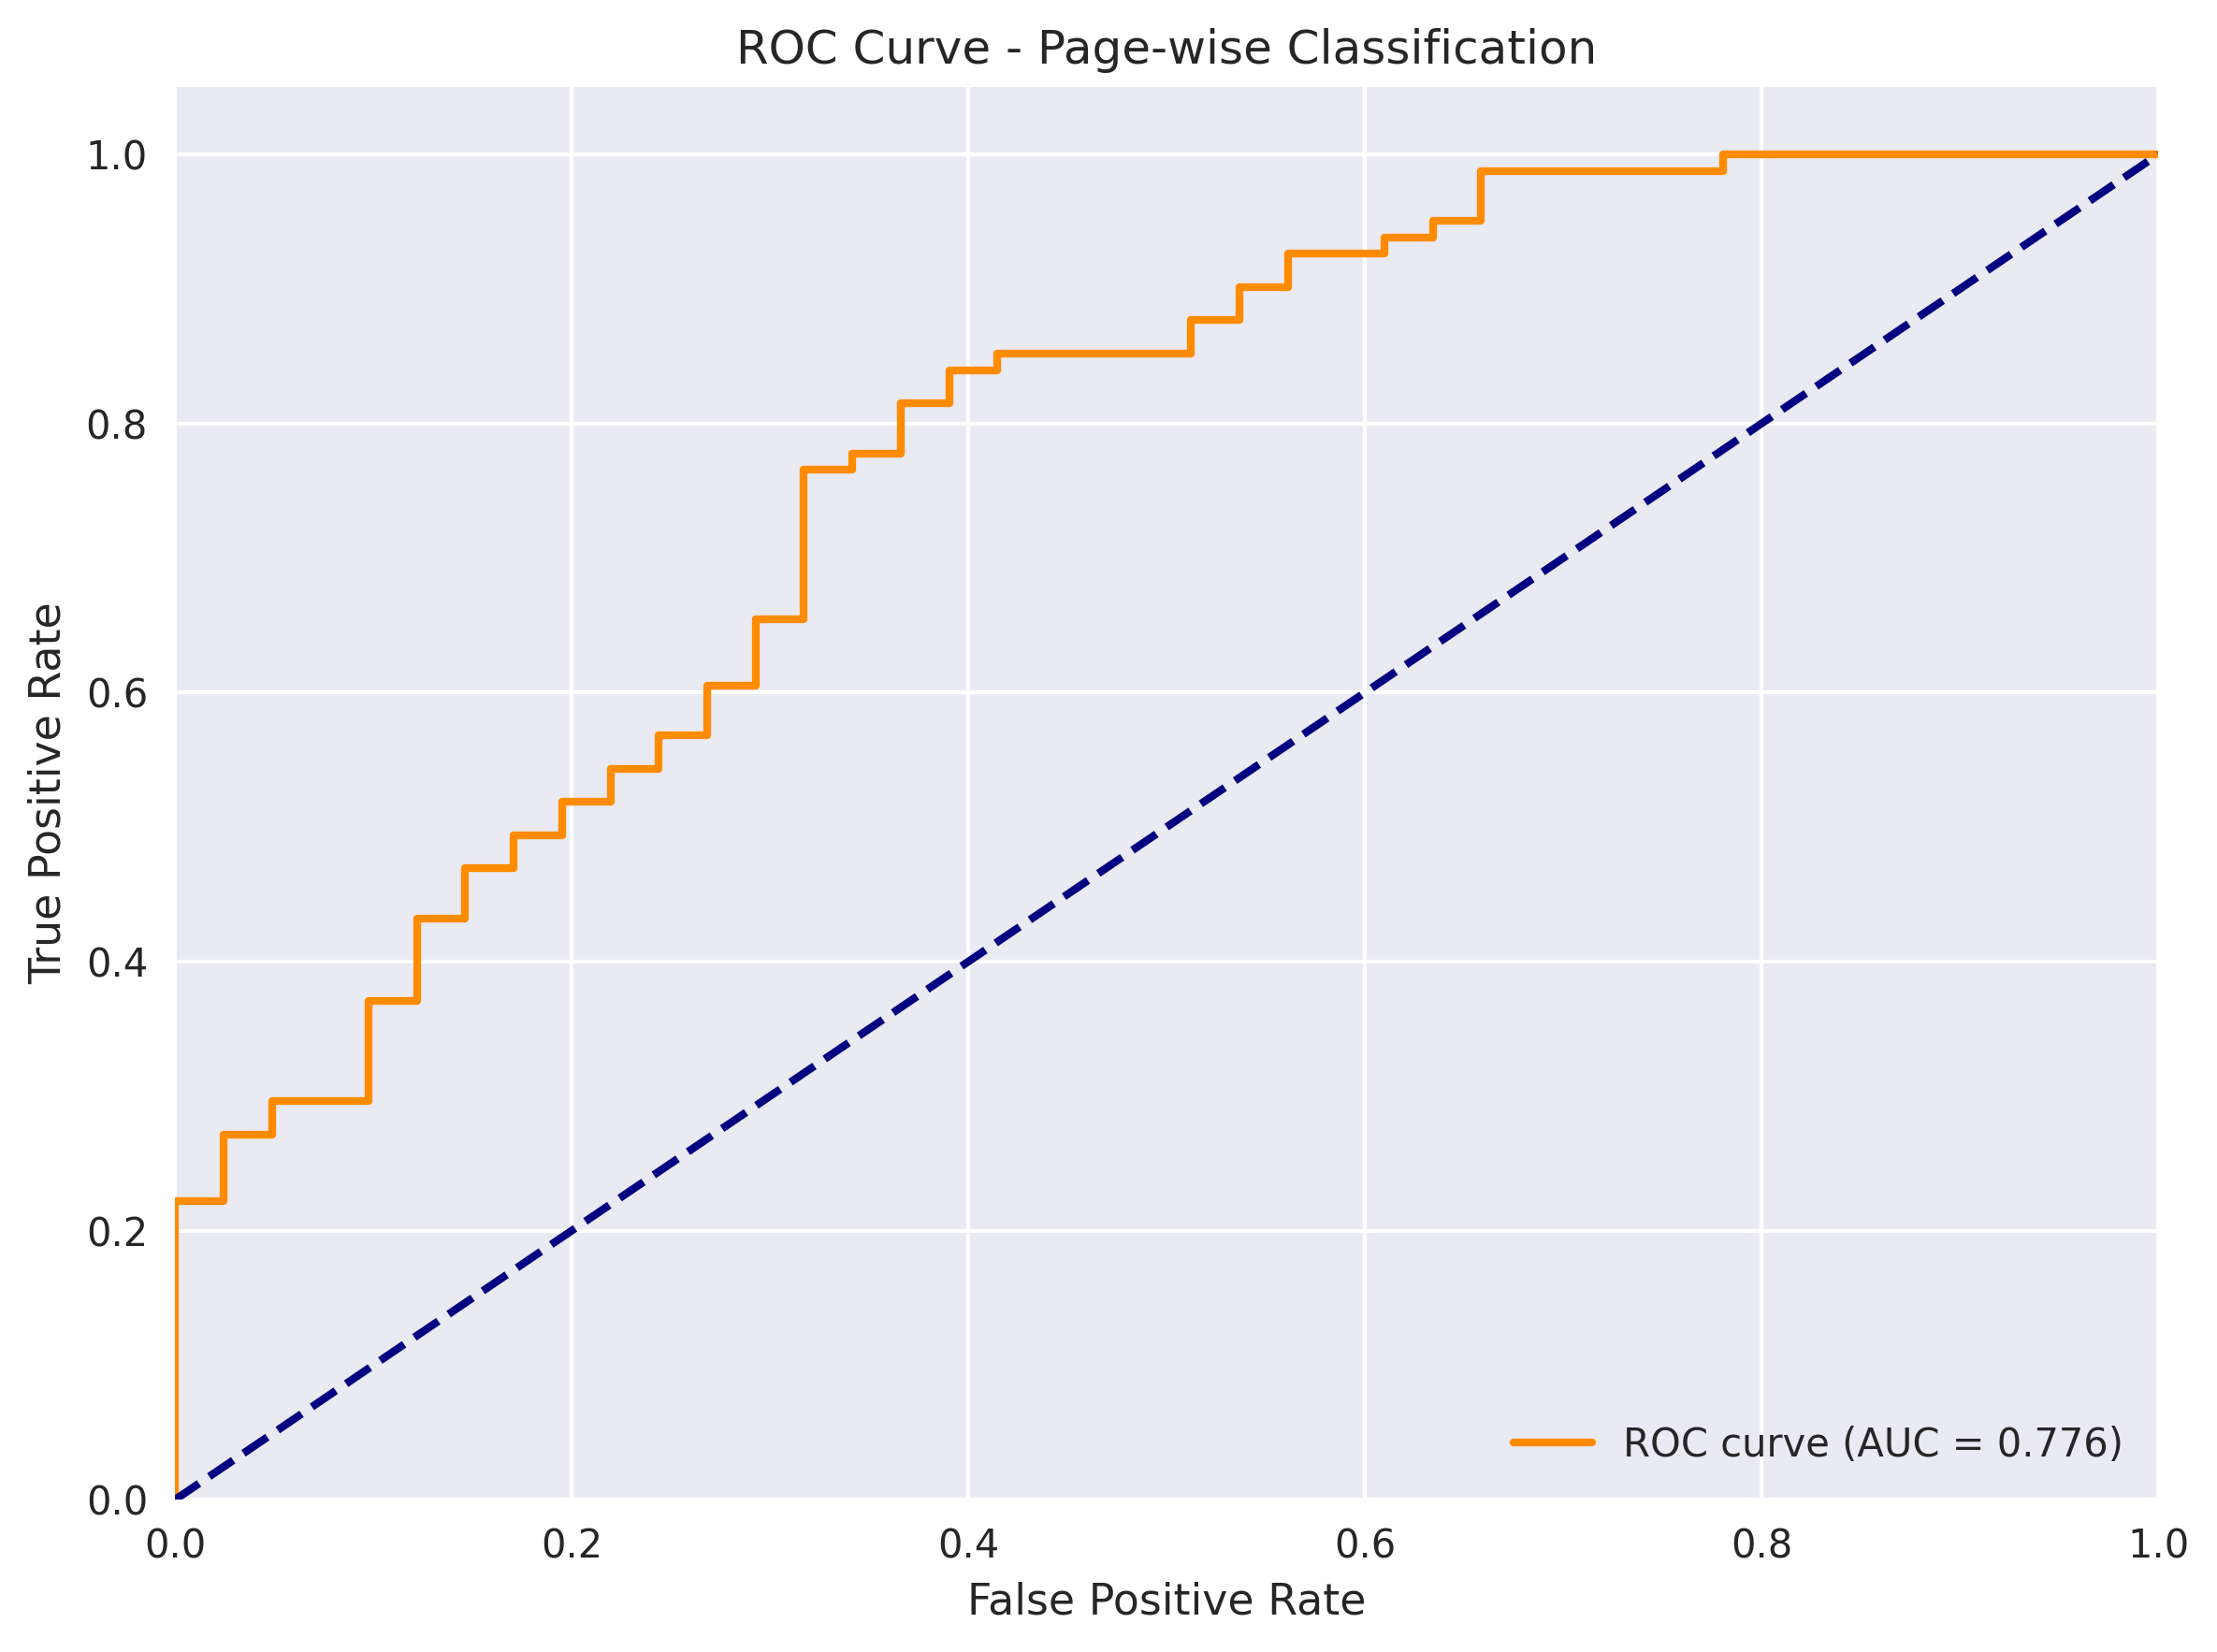 ROC Curve - Page-wise Classification
True Positive Rate
1.0
0.8
0.6
0.4
0.2
0.0
0.0 0.2 0.4 0.6 0.8 1.0
False Positive Rate
ROC curve (AUC = 0.776)